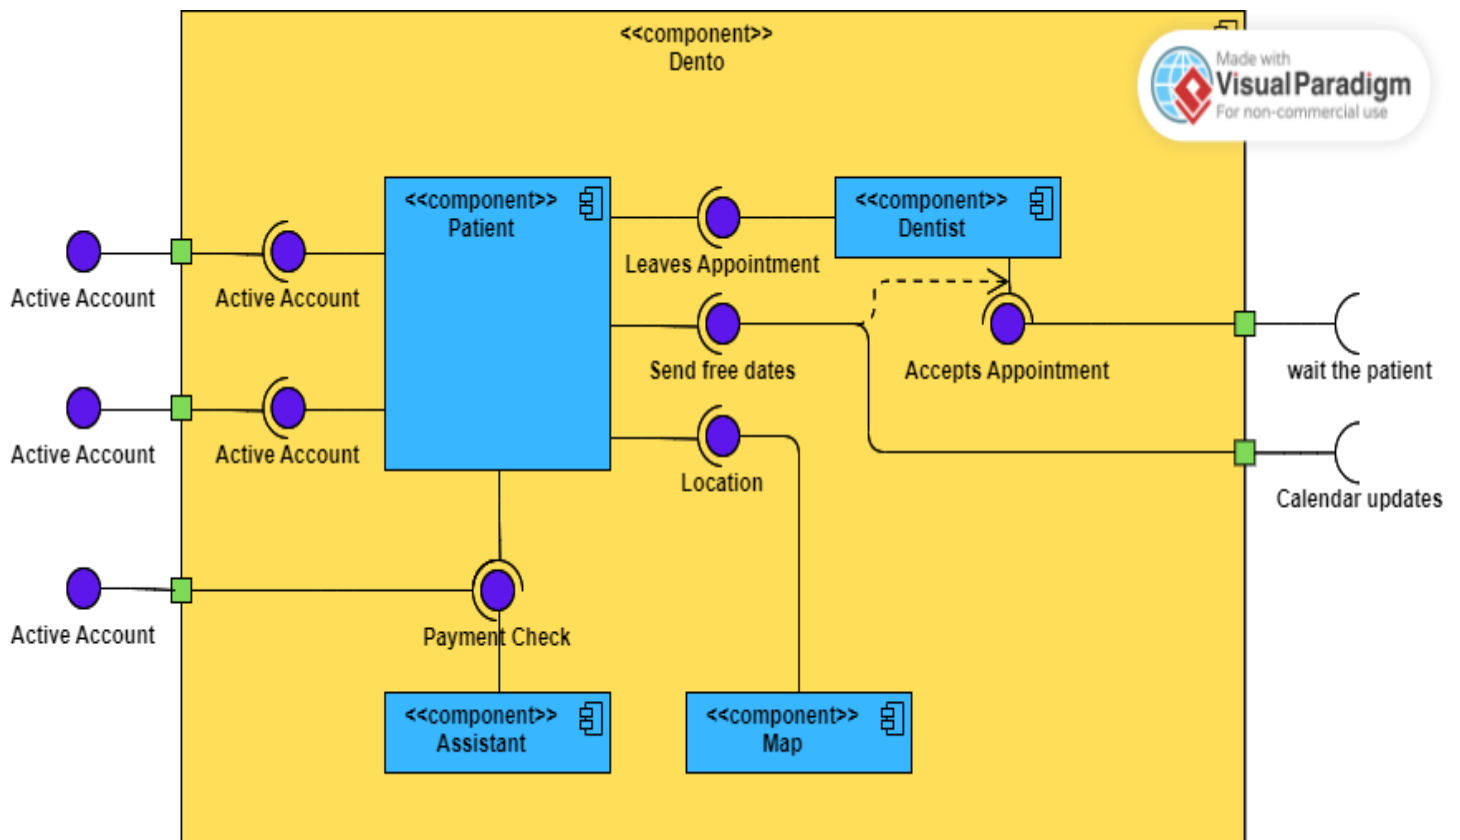 <<component>>
Dento
Made with
Visual Paradigm
For non-commercial use
<<component>>
Patient
<<component>>
Dentist
Active Account
Active Account
Leaves Appointment
Send free dates
Accepts Appointment
wait the patient
Active Account
Active Account
Location
Calendar updates
Active Account
Payment Check
<<component>>
Assistant
<<component>>
Map